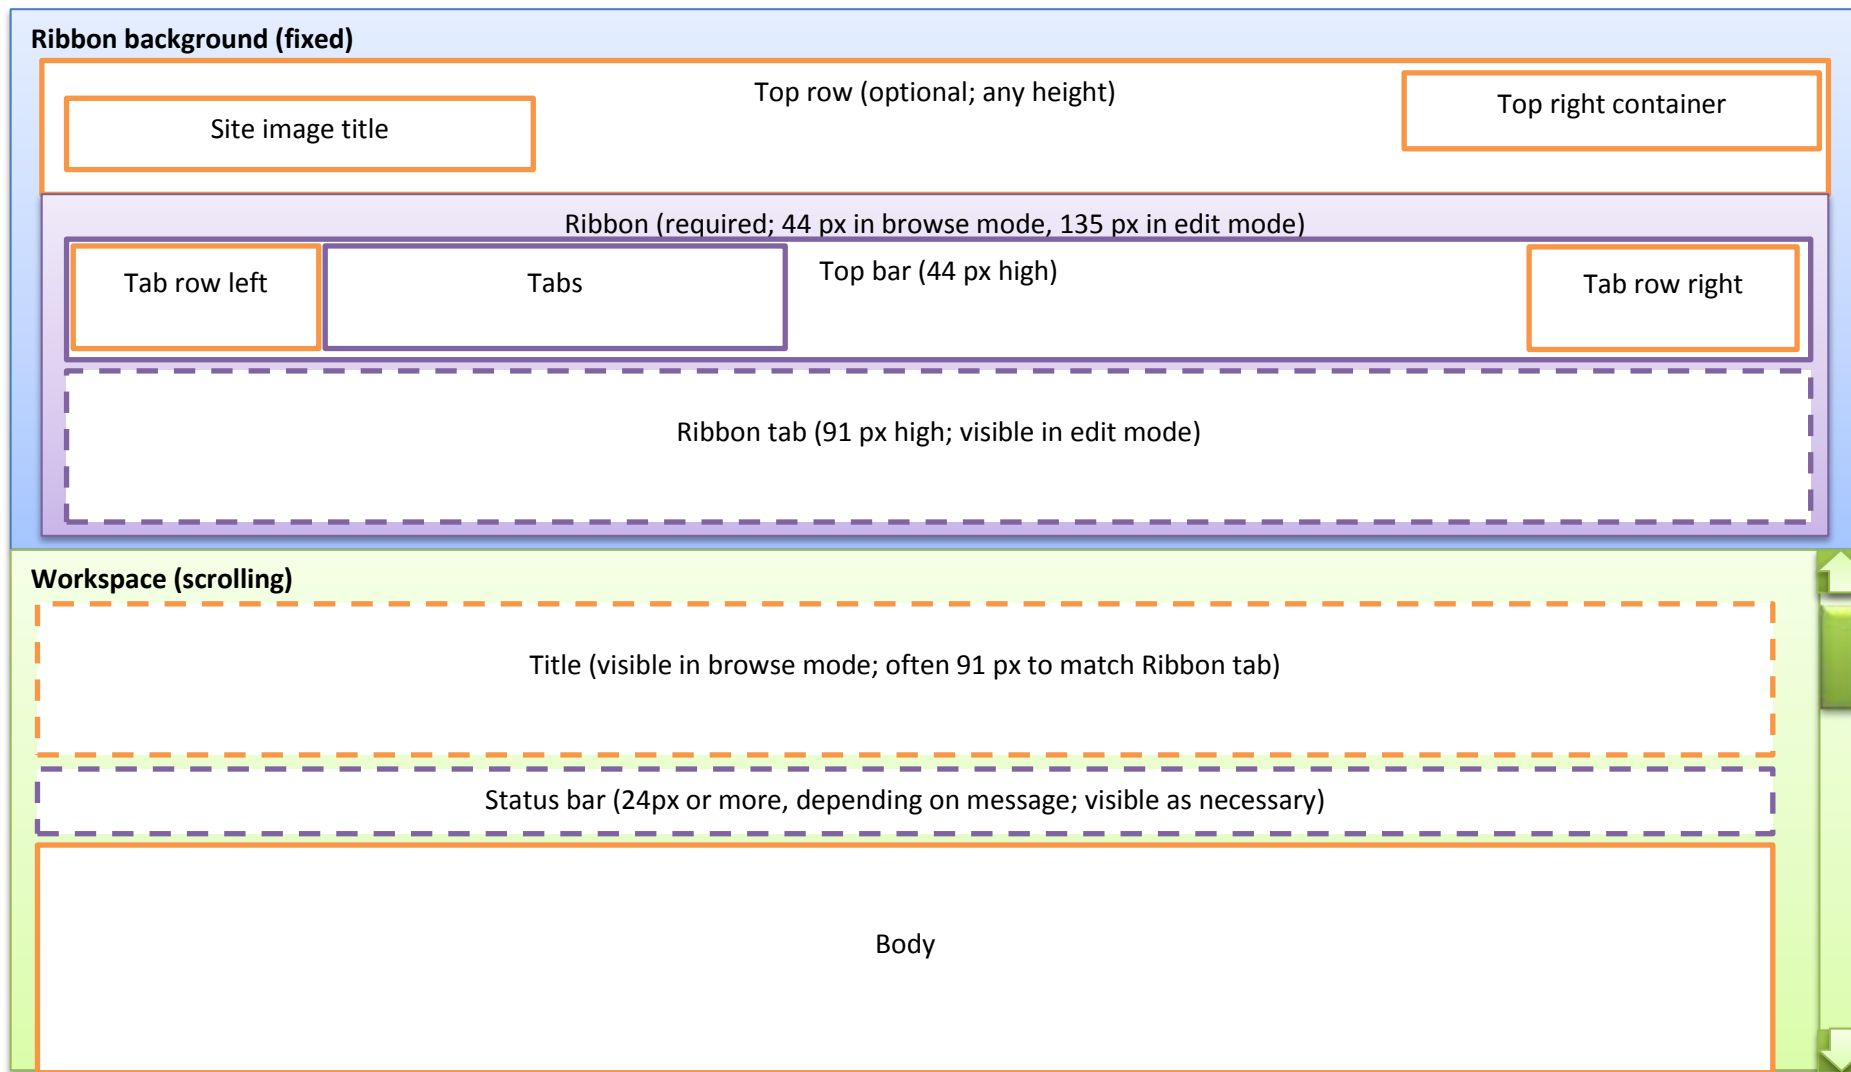 Ribbon background (fixed)
Top row (optional; any height)
Top right container
Site image title
Ribbon (required; 44 px in browse mode, 135 px in edit mode)
Tab row left
Tabs
Top bar (44 px high)
Tab row right
Ribbon tab (91 px high; visible in edit mode)
Workspace (scrolling)
Title (visible in browse mode; often 91 px to match Ribbon tab)
Status bar (24px or more, depending on message; visible as necessary)
Body